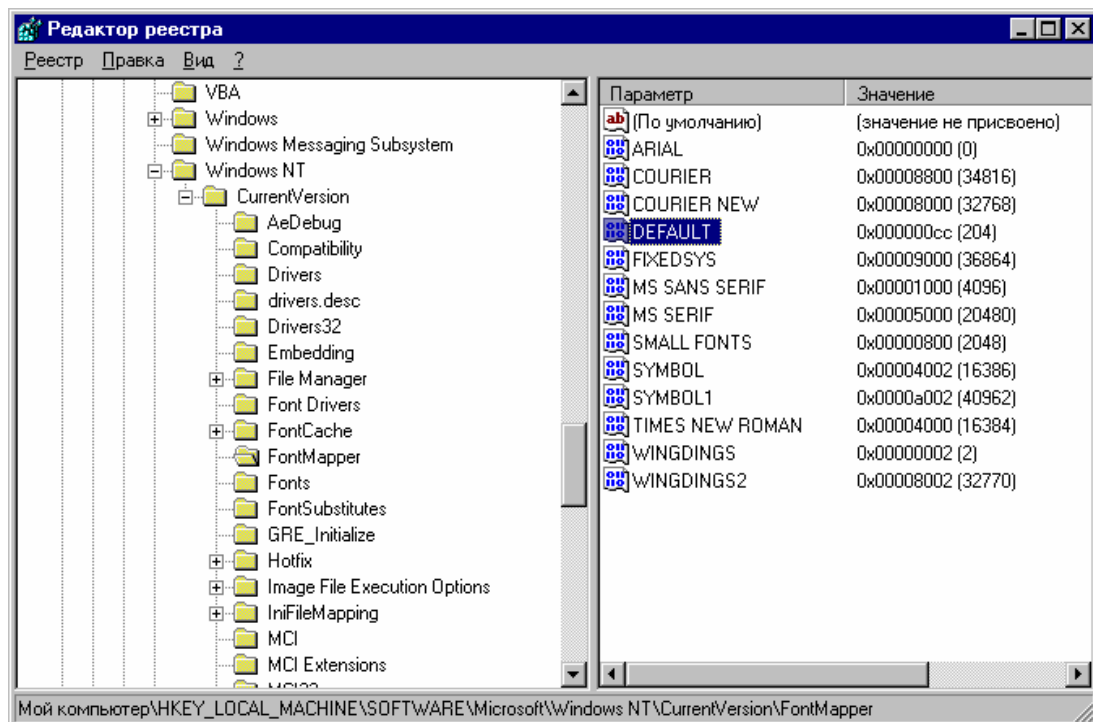 Редактор реестра
Реестр Правка Вид ?
VBA
Windows
Windows Messaging Subsystem
Windows NT
CurrentVersion
AeDebug
Compatibility
Drivers
drivers.desc
Drivers32
Embedding
File Manager
Font Drivers
FontCache
FontMapper
Fonts
FontSubstitutes
GRE_Initialize
Hotfix
Image File Execution Options
IniFileMapping
MCI
MCI Extensions
Параметр Значение
(По умолчанию) (значение не присвоено)
ARIAL 0x00000000 (0)
COURIER 0x00008800 (34816)
COURIER NEW 0x00008000 (32768)
DEFAULT 0x000000cc (204)
FIXEDSYS 0x00009000 (36864)
MS SANS SERIF 0x00001000 (4096)
MS SERIF 0x00005000 (20480)
SMALL FONTS 0x00000800 (2048)
SYMBOL 0x00004002 (16386)
SYMBOL1 0x0000a002 (40962)
TIMES NEW ROMAN 0x00004000 (16384)
WINGDINGS 0x00000002 (2)
WINGDINGS2 0x00008002 (32770)
Мой компьютер\HKEY_LOCAL_MACHINE\SOFTWARE\Microsoft\Windows NT\CurrentVersion\FontMapper